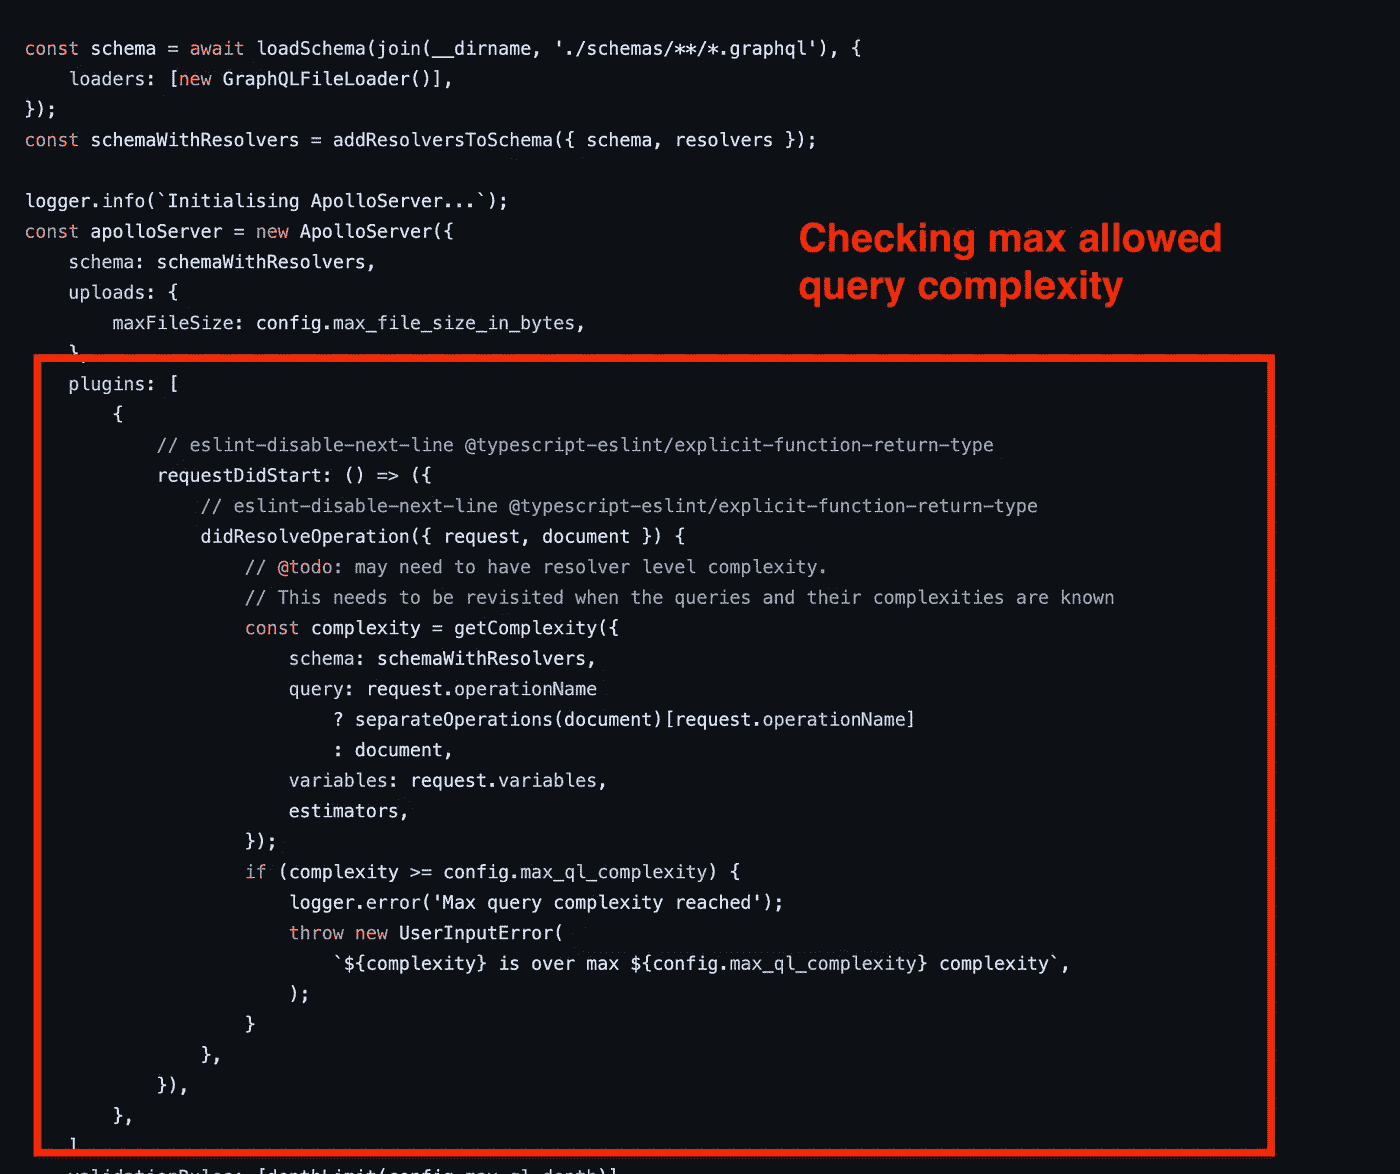 const schema = await loadSchema(join(__dirname, './schemas/**/*.graphql'), {
    loaders: [new GraphQLFileLoader()],
});
const schemaWithResolvers = addResolversToSchema({ schema, resolvers });
logger.info(`Initialising ApolloServer...`);
const apolloServer = new ApolloServer({
    schema: schemaWithResolvers,
    uploads: {
        maxFileSize: config.max_file_size_in_bytes,
    },
Checking max allowed
query complexity
    plugins: [
        {
            // eslint-disable-next-line @typescript-eslint/explicit-function-return-type
            requestDidStart: () => ({
                // eslint-disable-next-line @typescript-eslint/explicit-function-return-type
                didResolveOperation({ request, document }) {
                    // @todo: may need to have resolver level complexity.
                    // This needs to be revisited when the queries and their complexities are known
                    const complexity = getComplexity({
                        schema: schemaWithResolvers,
                        query: request.operationName
                            ? separateOperations(document)[request.operationName]
                            : document,
                        variables: request.variables,
                        estimators,
                    });
                    if (complexity >= config.max_ql_complexity) {
                        logger.error('Max query complexity reached');
                        throw new UserInputError(
                            `${complexity} is over max ${config.max_ql_complexity} complexity`,
                        );
                    }
                },
            }),
        },
    ]
    validationRules: [depthLimit(config.max_ql_depth)]